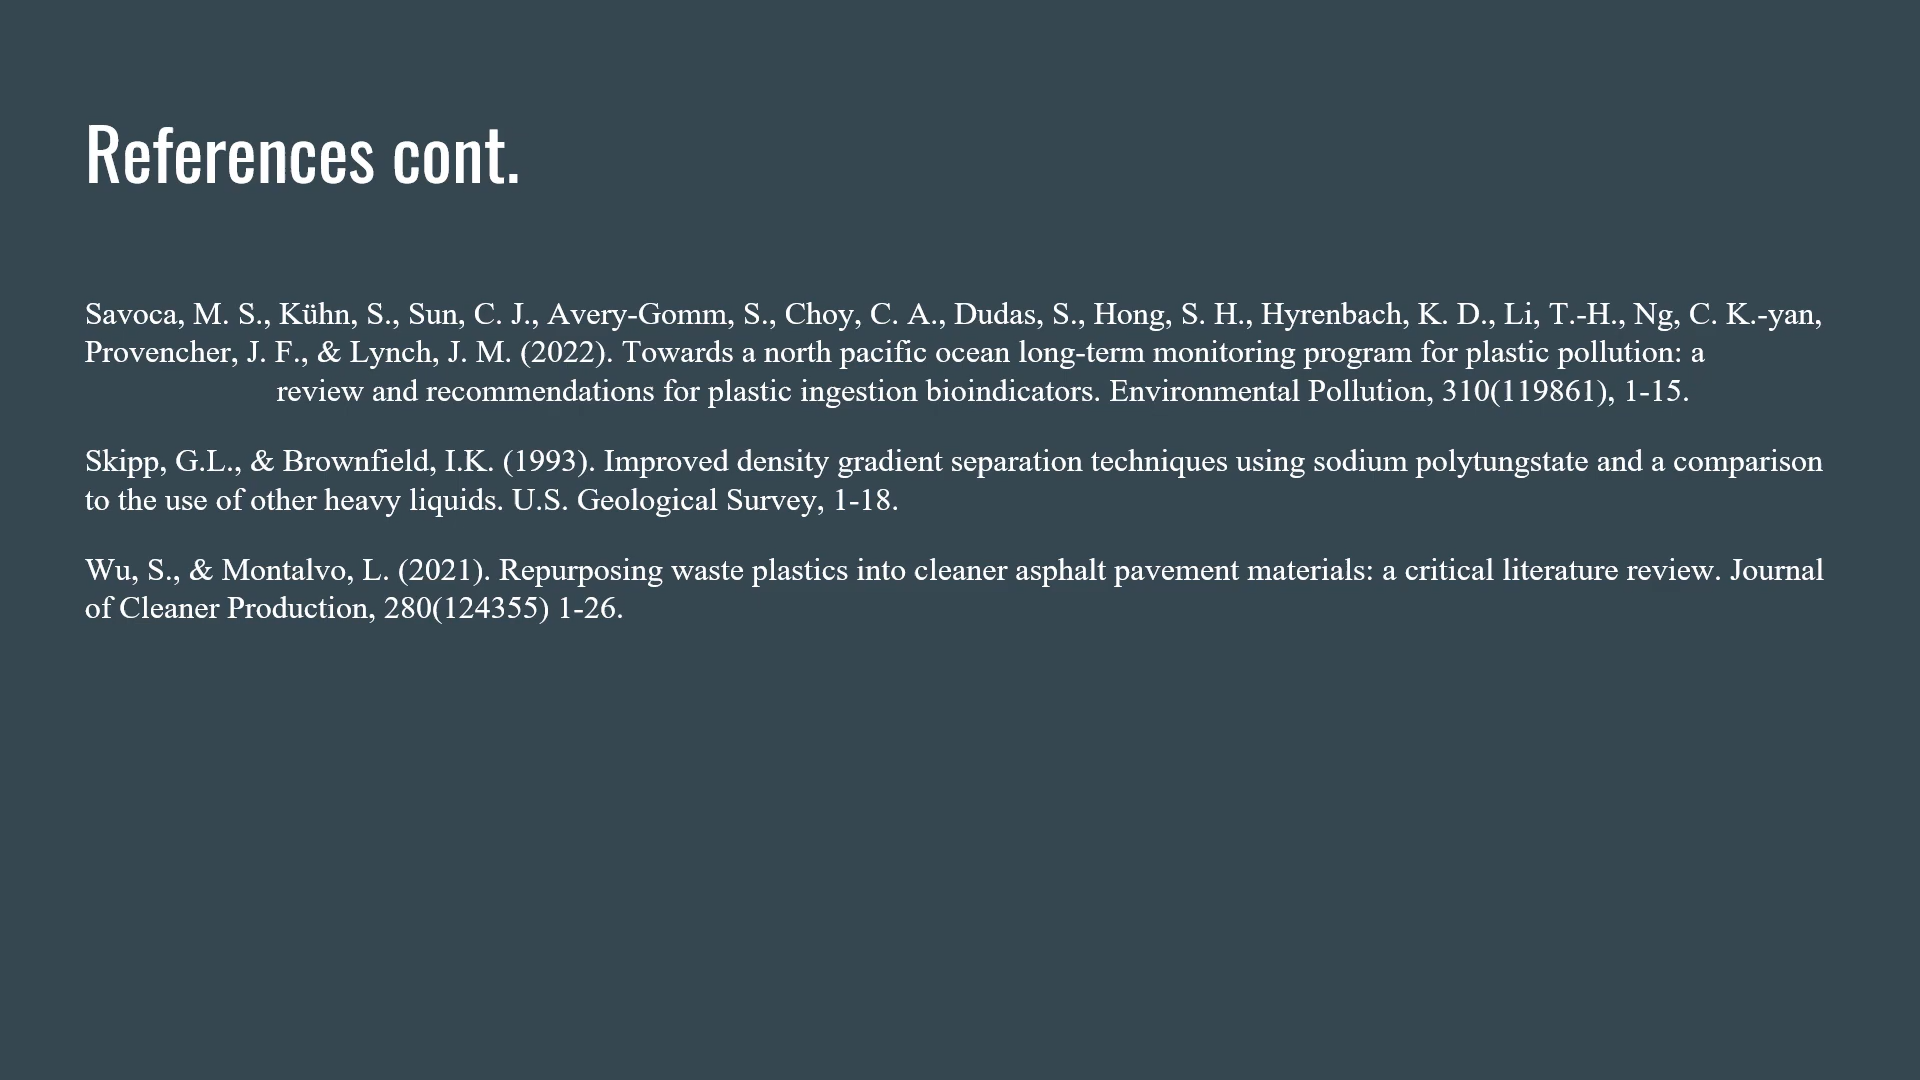 References cont.
Savoca, M. S., Kühn, S., Sun, C. J., Avery-Gomm, S., Choy, C. A., Dudas, S., Hong, S. H., Hyrenbach, K. D., Li, T.-H., Ng, C. K.-yan,
Provencher, J. F., & Lynch, J. M. (2022). Towards a north pacific ocean long-term monitoring program for plastic pollution: a
review and recommendations for plastic ingestion bioindicators. Environmental Pollution, 310(119861), 1-15.
Skipp, G.L., & Brownfield, I.K. (1993). Improved density gradient separation techniques using sodium polytungstate and a comparison
to the use of other heavy liquids. U.S. Geological Survey, 1-18.
Wu, S., & Montalvo, L. (2021). Repurposing waste plastics into cleaner asphalt pavement materials: a critical literature review. Journal
of Cleaner Production, 280(124355) 1-26.